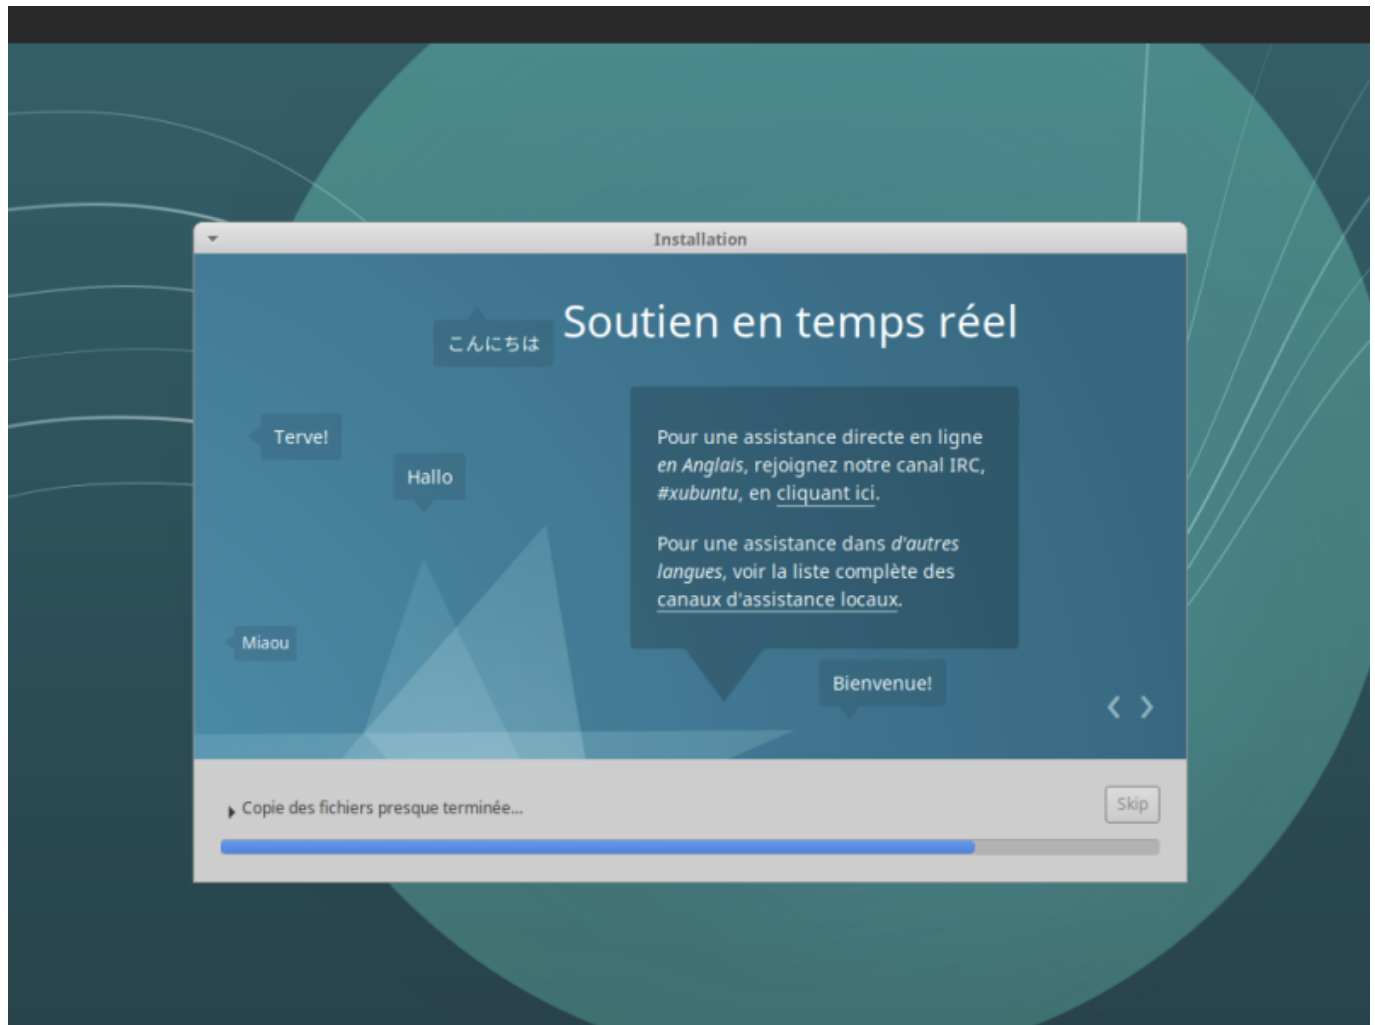 Installation
こんにちは
Soutien en temps réel
Terve!
Hallo
Pour une assistance directe en ligne
en Anglais, rejoignez notre canal IRC,
#xubuntu, en cliquant ici.
Pour une assistance dans d'autres
langues, voir la liste complète des
canaux d'assistance locaux.
Miaou
Bienvenue!
Copie des fichiers presque terminée...
Skip